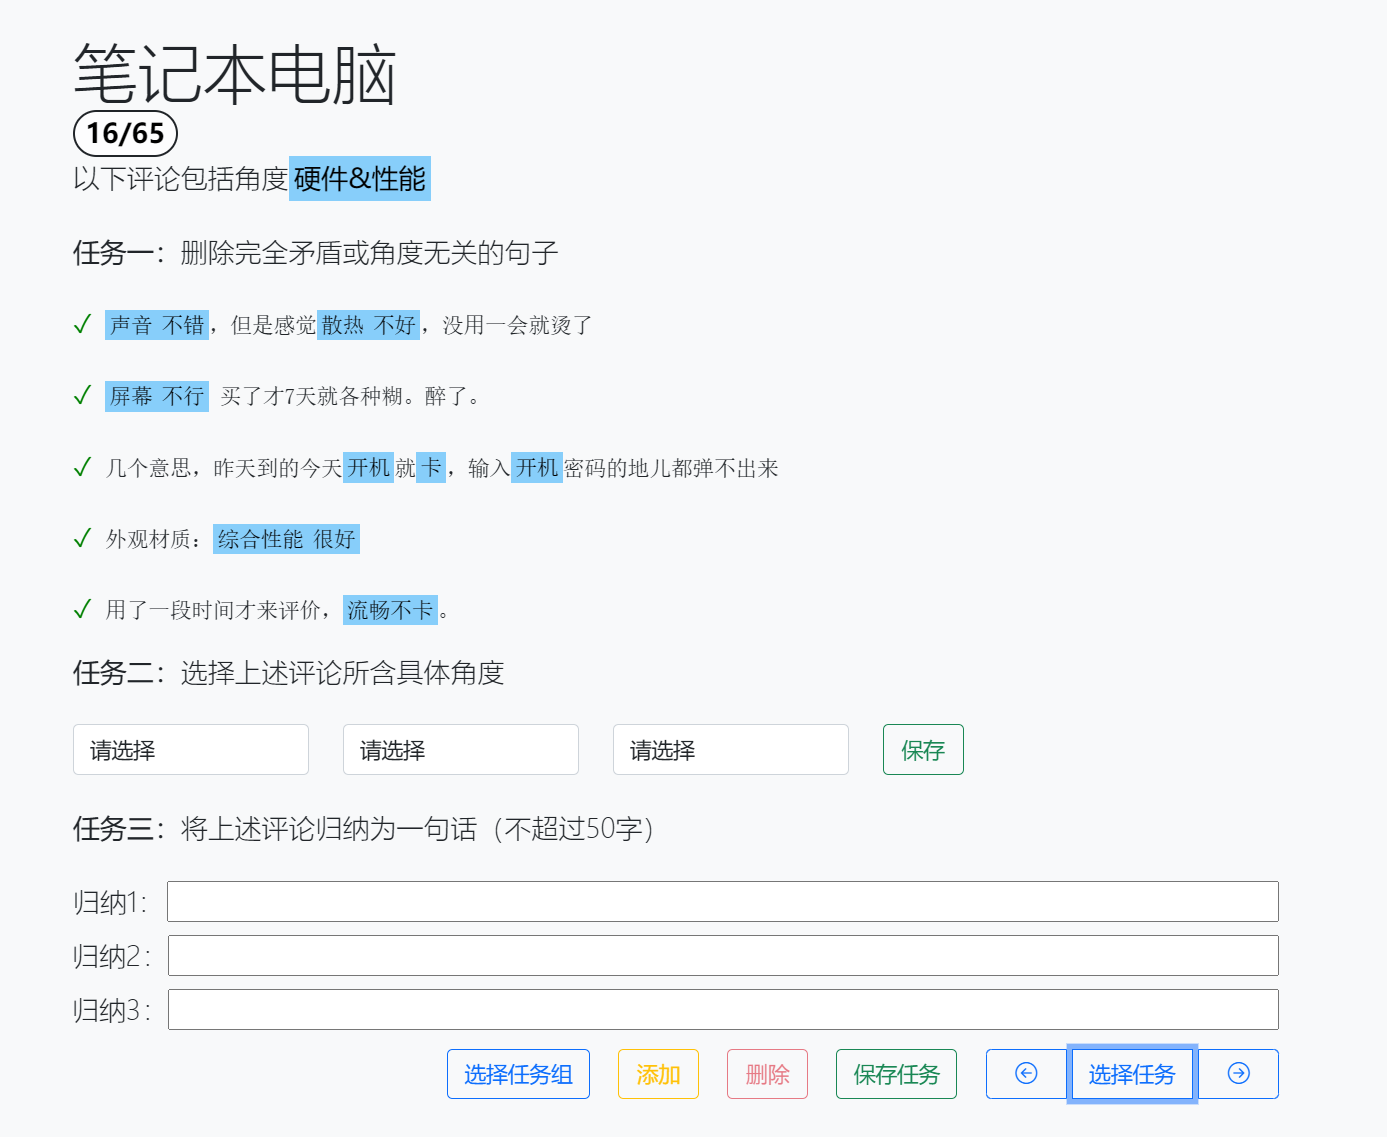 笔记本电脑
16/65
以下评论包括角度 硬件&性能
任务一：删除完全矛盾或角度无关的句子
✓ 声音 不错，但是感觉散热 不好，没用一会就烫了
✓ 屏幕 不行 买了才7天就各种糊。醉了。
✓ 几个意思，昨天到的今天开机就卡，输入开机密码的地儿都弹不出来
✓ 外观材质：综合性能 很好
✓ 用了一段时间才来评价，流畅不卡。
任务二：选择上述评论所含具体角度
请选择 请选择 请选择 保存
任务三：将上述评论归纳为一句话（不超过50字）
归纳1：
归纳2：
归纳3：
选择任务组 添加 删除 保存任务 选择任务